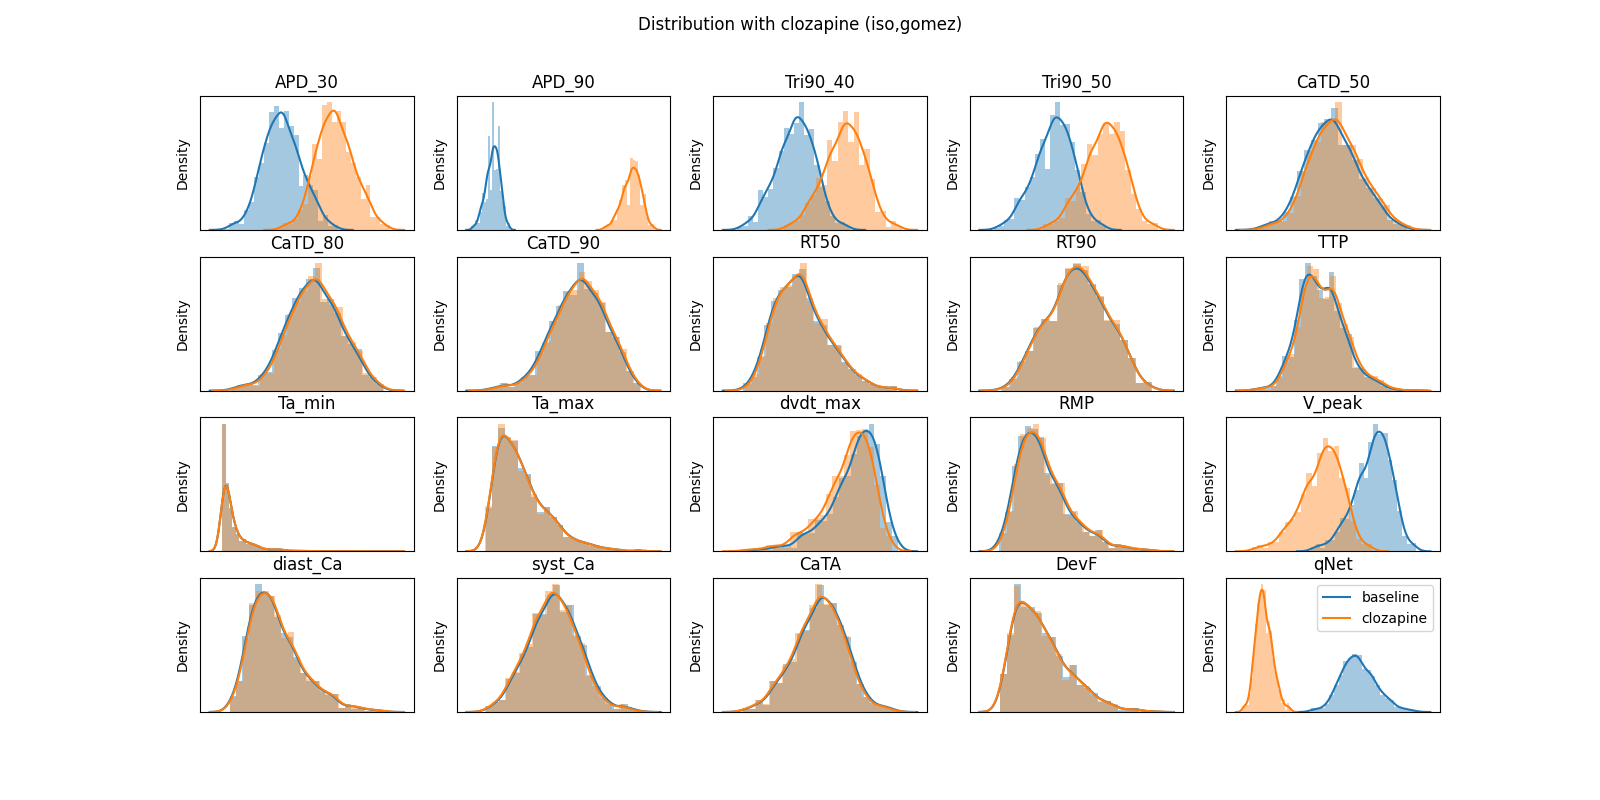 Distribution with clozapine (iso,gomez)
APD_30
APD_90
Tri90_40
Tri90_50
CaTD_50
Density
Density
Density
Density
Density
CaTD_80
CaTD_90
RT50
RT90
TTP
Density
Density
Density
Density
Density
Ta_min
Ta_max
dvdt_max
RMP
V_peak
Density
Density
Density
Density
Density
diast_Ca
syst_Ca
CaTA
DevF
qNet
Density
Density
Density
Density
Density
baseline
clozapine